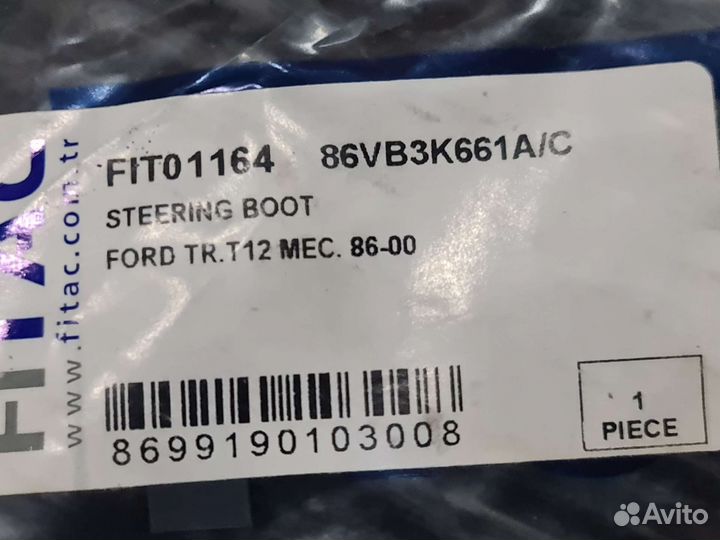 FITAC
www.fitac.com.tr
FIT01164 86VB3K661A/C
STEERING BOOT
FORD TR.T12 MEC. 86-00
8699190103008
1
PIECE
Avito